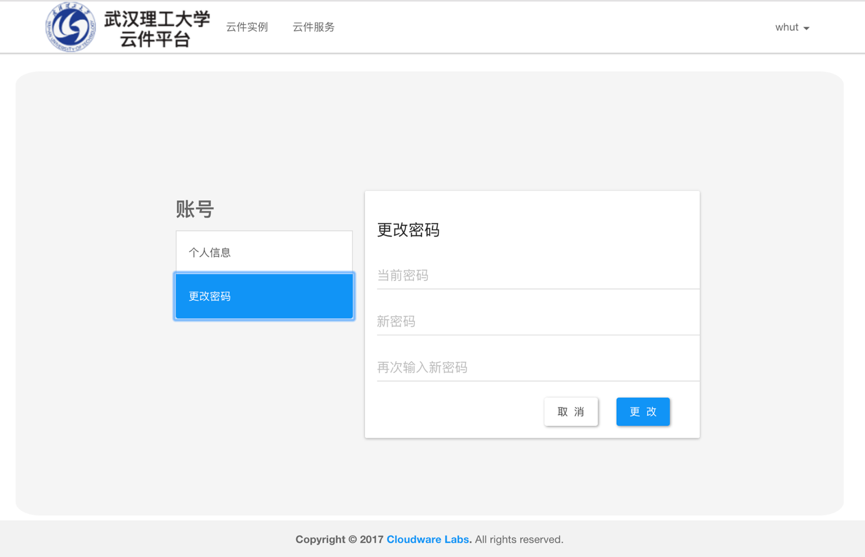 武汉理工大学
云件平台
云件实例
云件服务
whut
账号
个人信息
更改密码
更改密码
当前密码
新密码
再次输入新密码
取 消
更 改
Copyright © 2017 Cloudware Labs. All rights reserved.